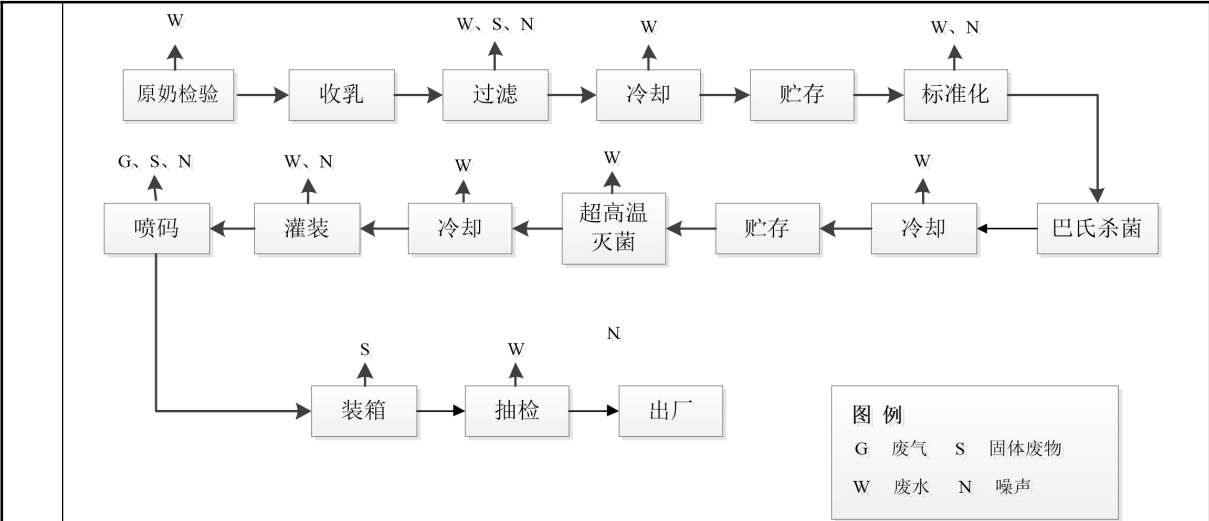 W
W、S、N
W
W、N
原奶检验
收乳
过滤
冷却
贮存
标准化
G、S、N
W、N
W
W
W
喷码
灌装
冷却
超高温
灭菌
贮存
冷却
巴氏杀菌
N
S
W
装箱
抽检
出厂
图 例
G 废气 S 固体废物
W 废水 N 噪声